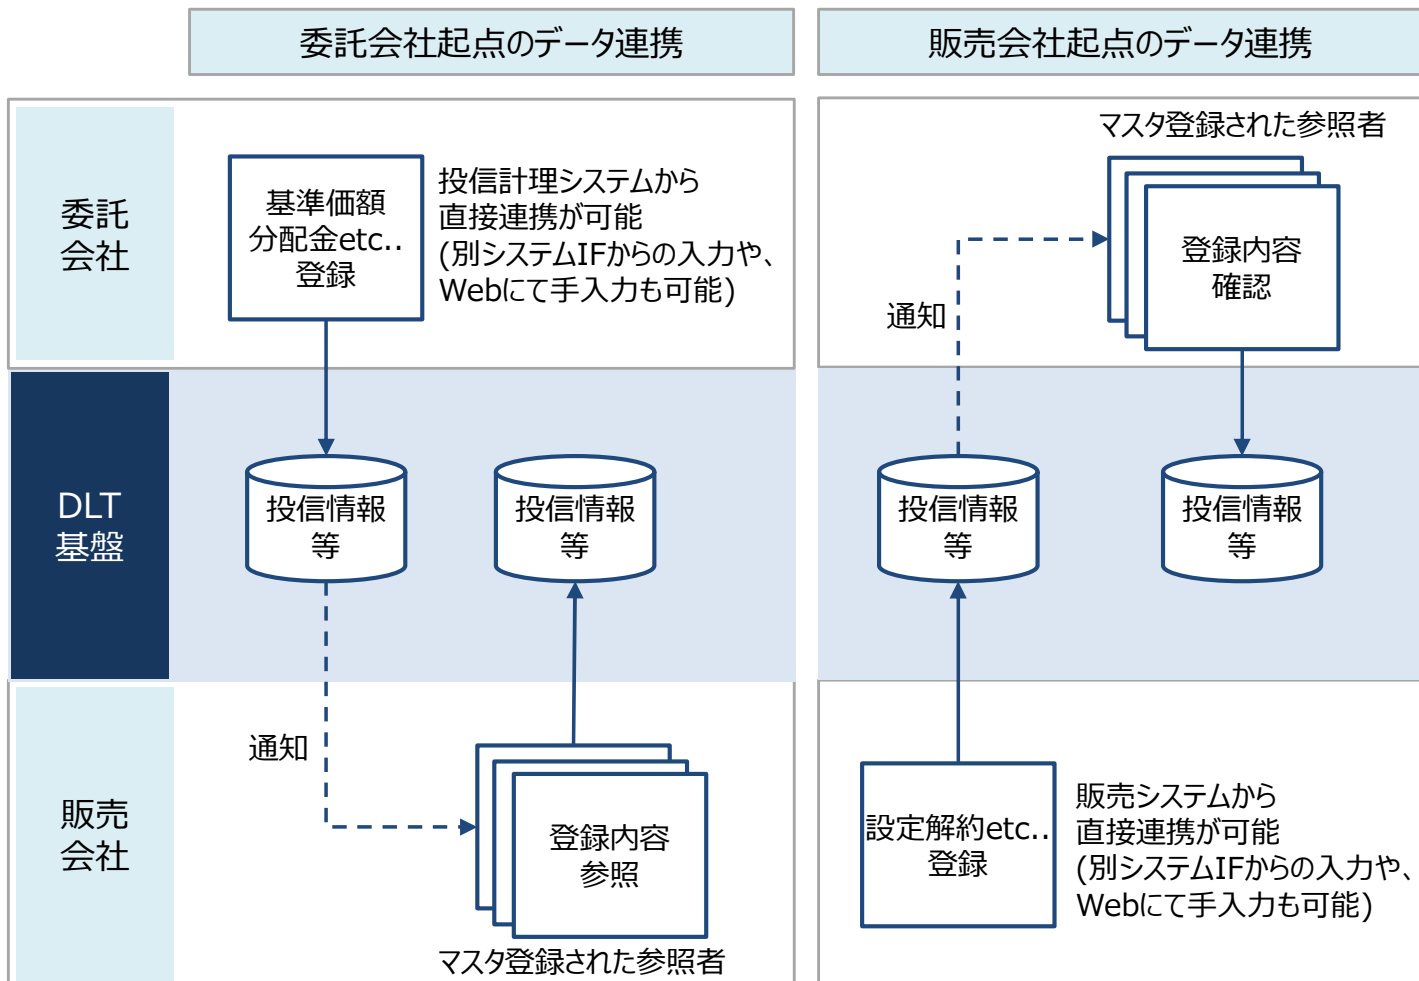 委託会社起点のデータ連携
販売会社起点のデータ連携
委託
会社
基準価額
分配金etc..
登録
投信計理システムから
直接連携が可能
(別システムIFからの入力や、
Webにて手入力も可能)
マスタ登録された参照者
登録内容
確認
通知
DLT
基盤
投信情報
等
投信情報
等
投信情報
等
投信情報
等
販売
会社
通知
登録内容
参照
マスタ登録された参照者
設定解約etc..
登録
販売システムから
直接連携が可能
(別システムIFからの入力や、
Webにて手入力も可能)